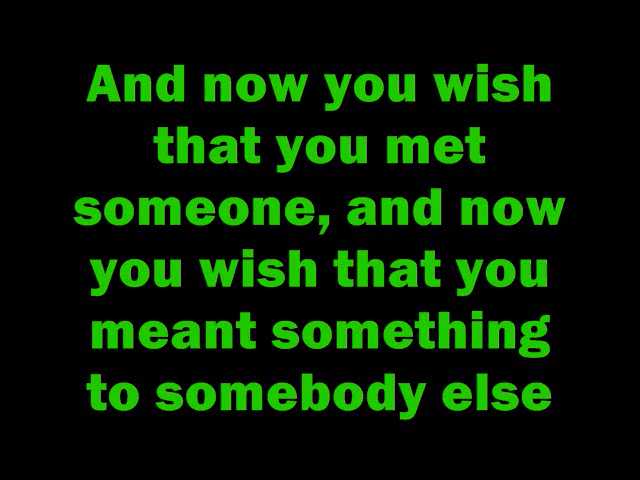 And now you wish
that you met
someone, and now
you wish that you
meant something
to somebody else